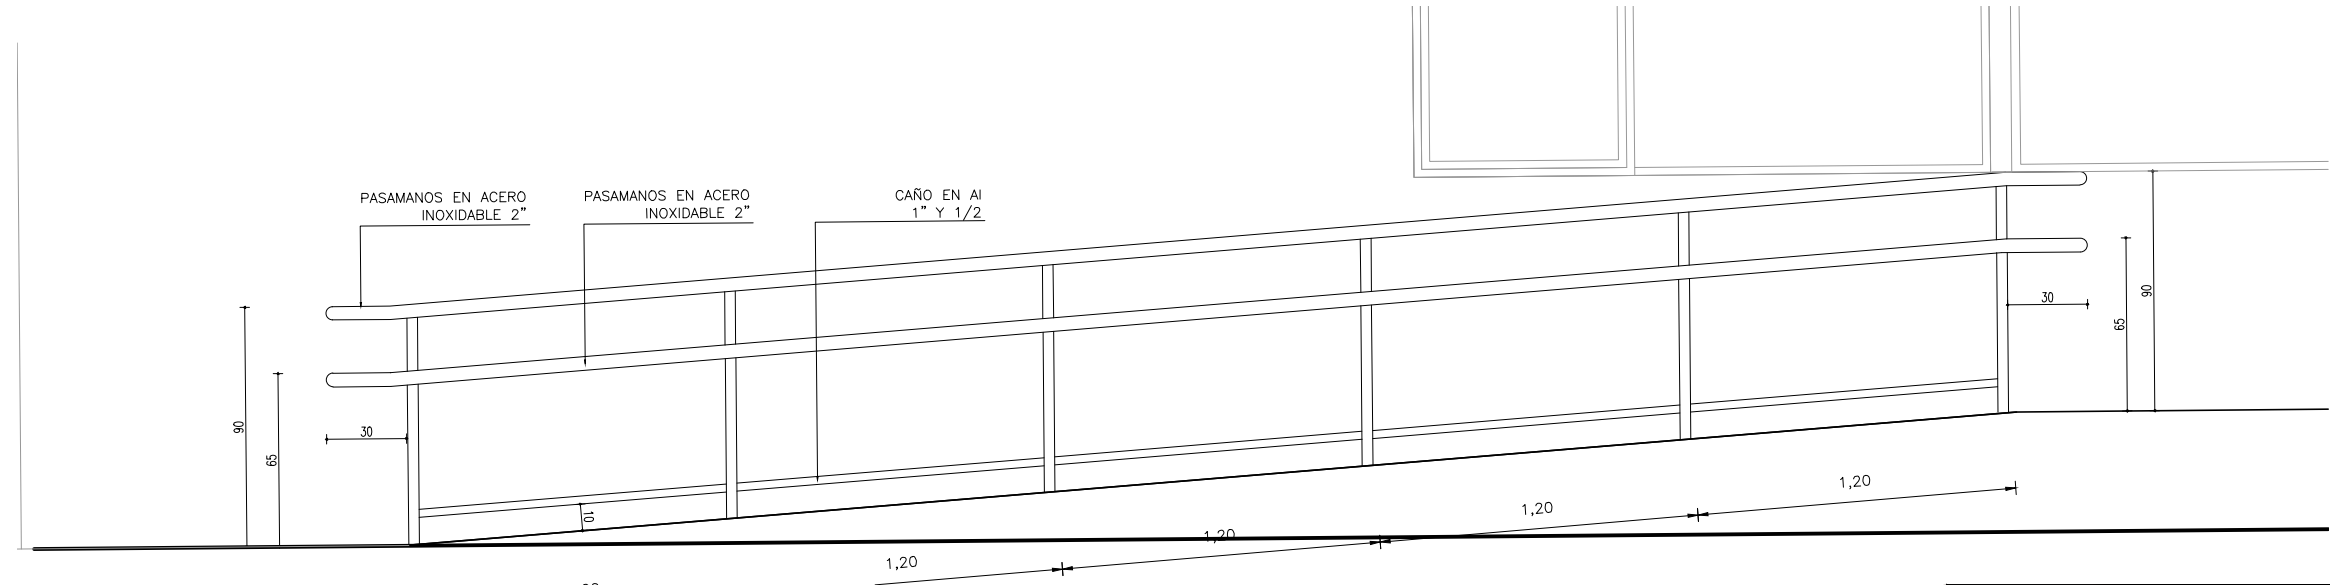 PASAMANOS EN ACERO
INOXIDABLE 2"
PASAMANOS EN ACERO
INOXIDABLE 2"
CAÑO EN Al
1" Y 1/2
90
65
30
10
30
65
90
1,20
1,20
1,20
1,20